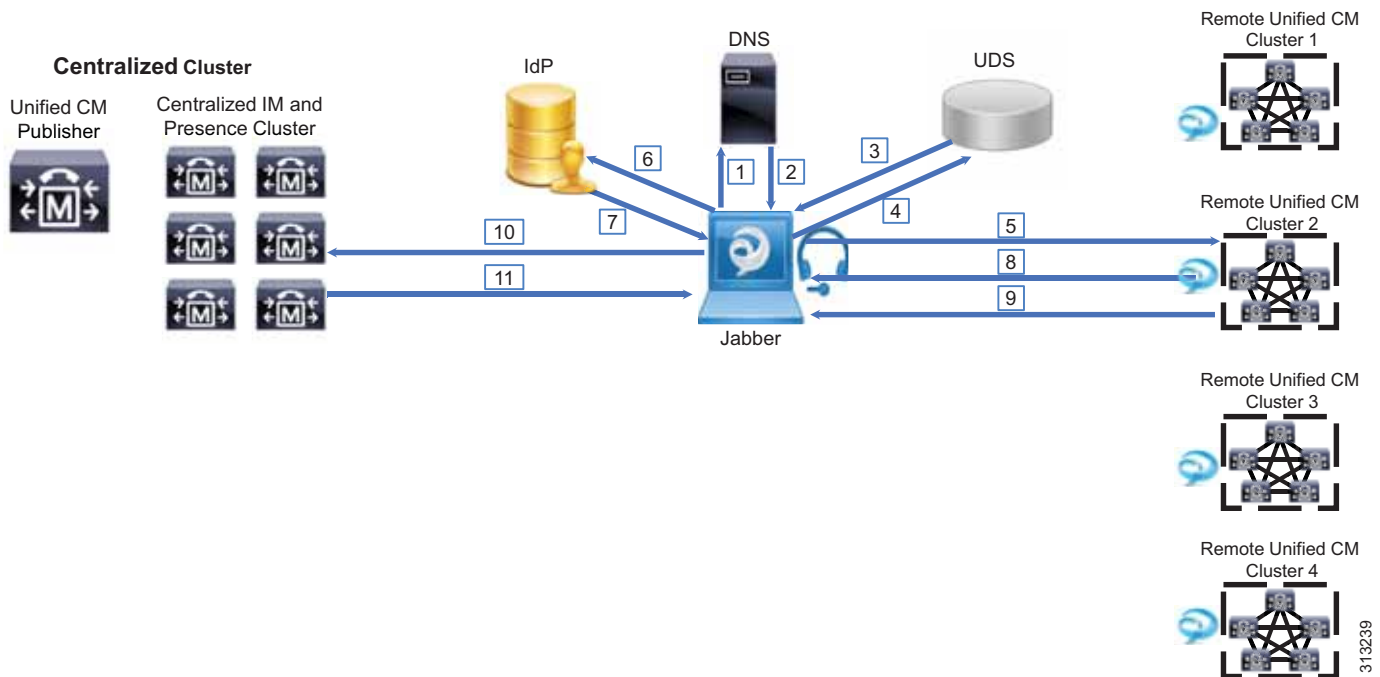 Centralized Cluster
Unified CM
Publisher
Centralized IM and
Presence Cluster
M
M
M
M
M
M
M
IdP
DNS
UDS
6
1
2
3
7
4
10
11
5
8
9
Jabber
Remote Unified CM
Cluster 1
Remote Unified CM
Cluster 2
Remote Unified CM
Cluster 3
Remote Unified CM
Cluster 4
313239